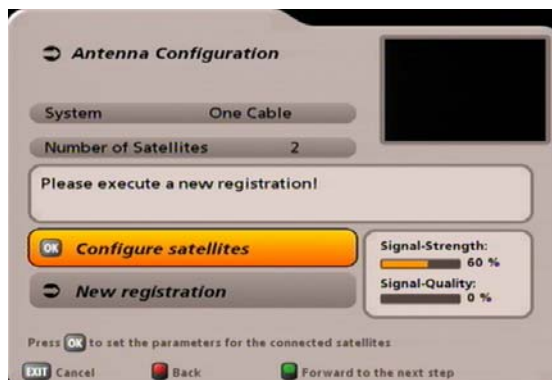 Antenna Configuration
System One Cable
Number of Satellites 2
Please execute a new registration!
OK Configure satellites
New registration
Signal-Strength:
60 %
Signal-Quality:
0 %
Press OK to set the parameters for the connected satellites
EXIT Cancel Back Forward to the next step